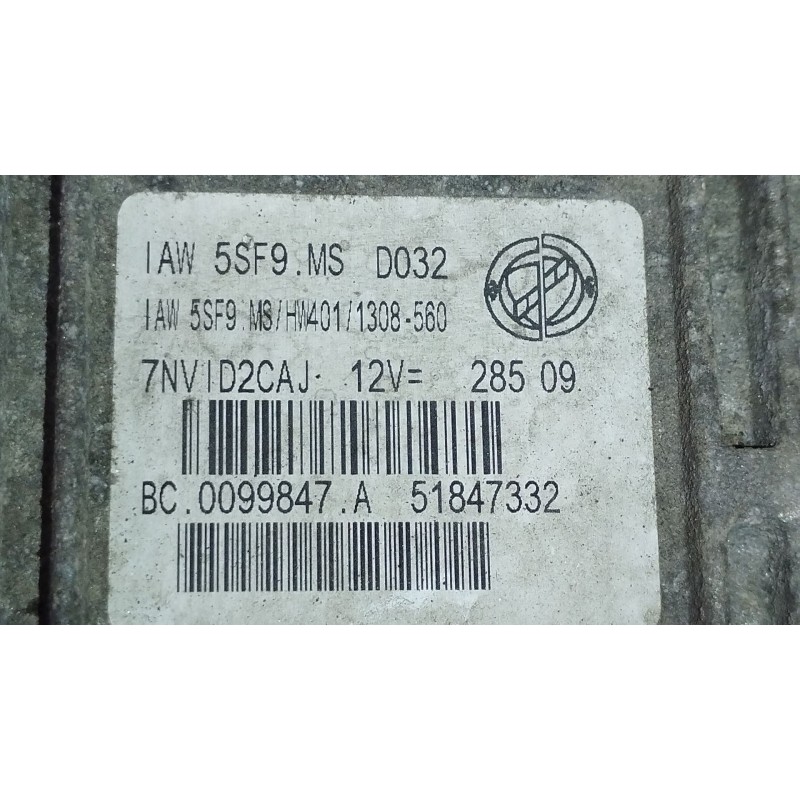 IAW 5SF9.MS D032
IAW 5SF9.MS/HW401/1308-560
7NVID2CAJ 12V= 285 09
BC.0099847.A 51847332